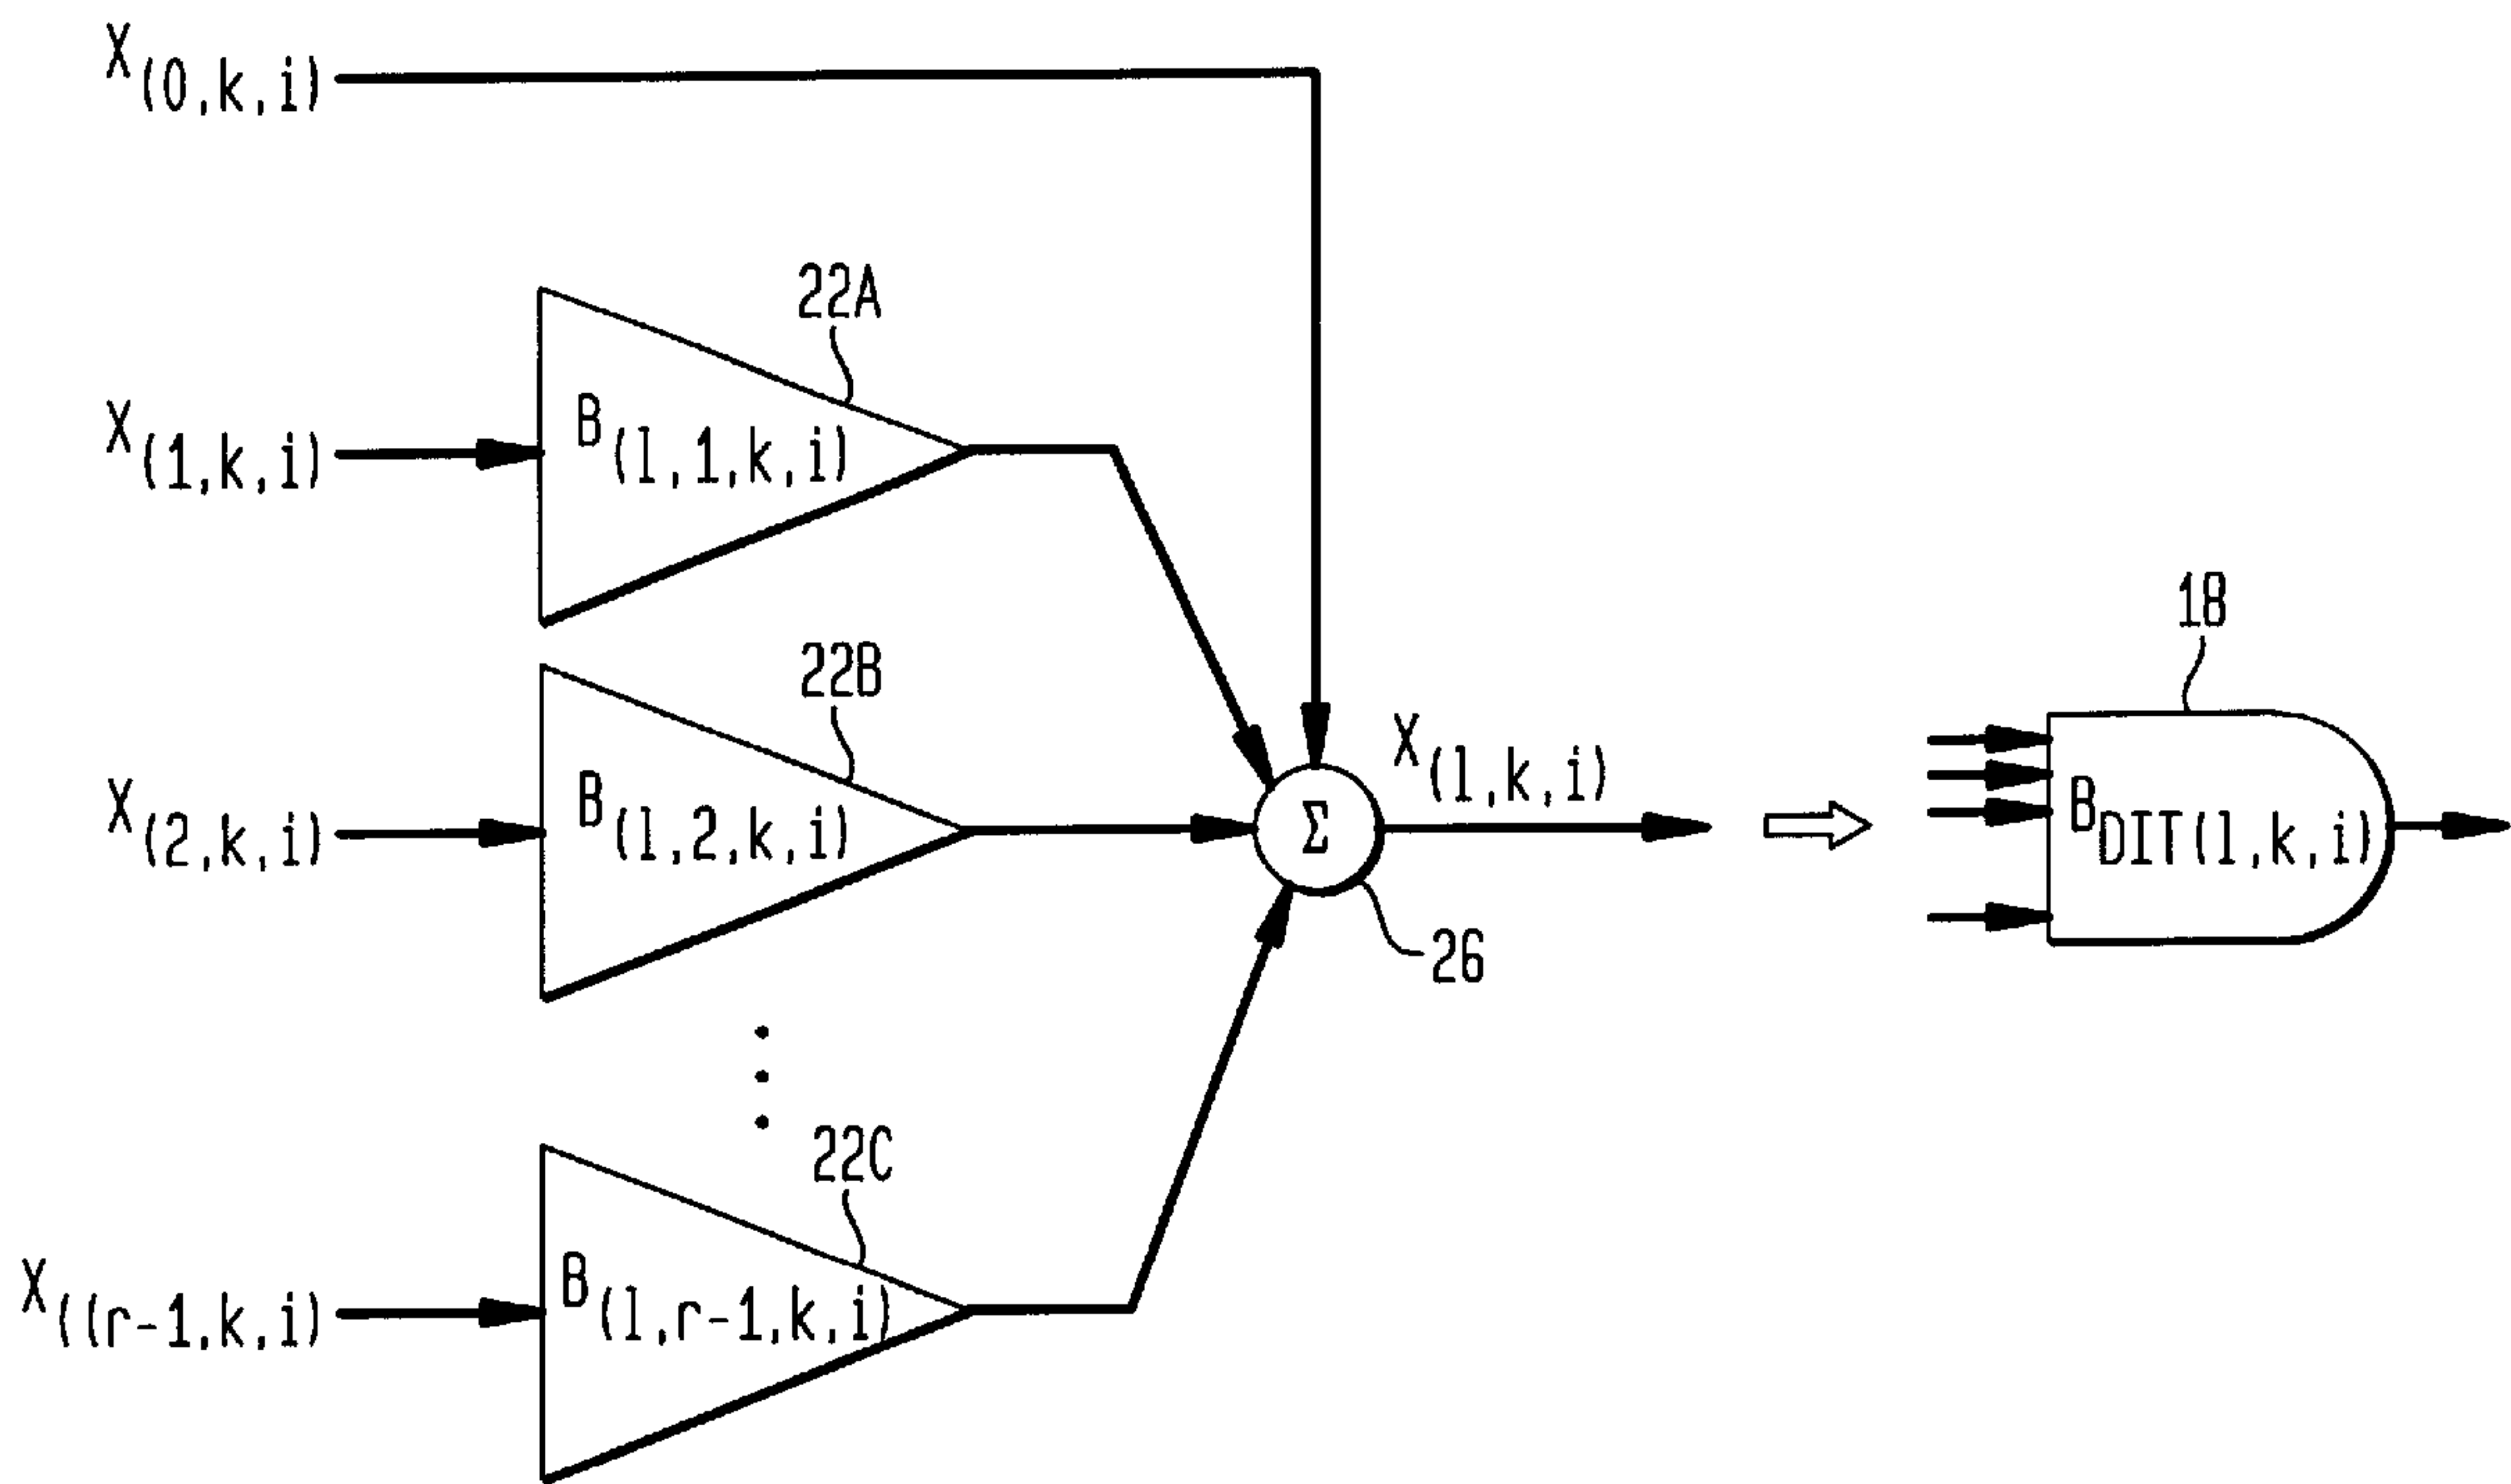 X(0,k,i)
22A
X(1,k,i)
B(l,1,k,i)
22B
X(2,k,i)
B(l,2,k,i)
Σ
X(l,k,i)
26
18
BDIT(l,k,i)
22C
X((r-1,k,i)
B(l,r-1,k,i)